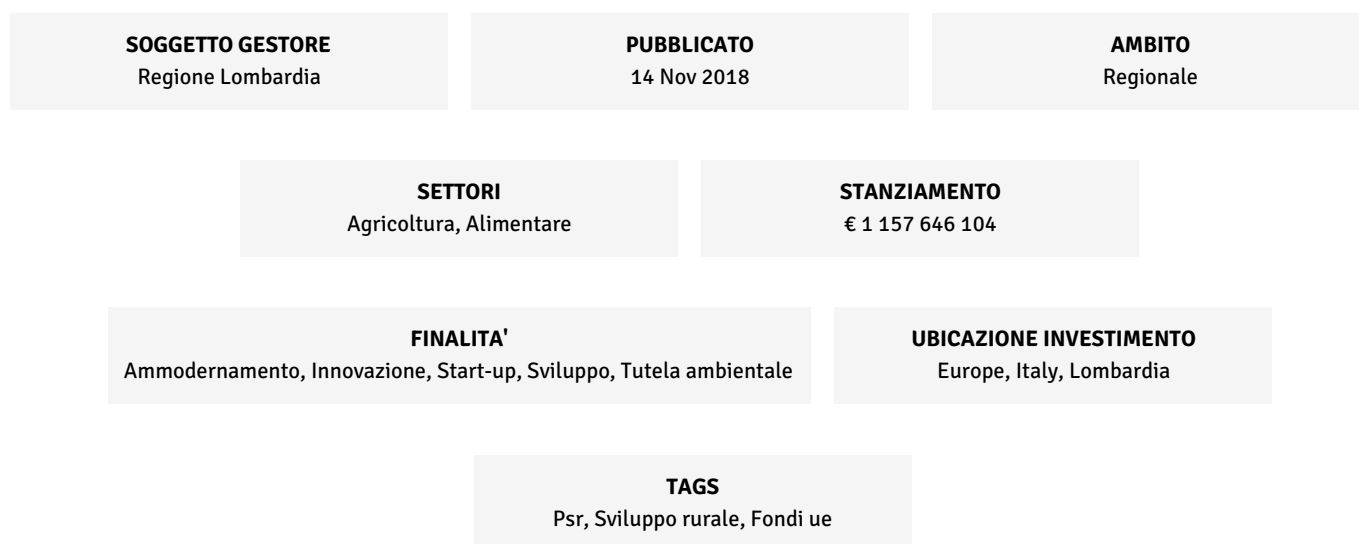 SOGGETTO GESTORE
Regione Lombardia
PUBBLICATO
14 Nov 2018
AMBITO
Regionale
SETTORI
Agricoltura, Alimentare
STANZIAMENTO
€ 1 157 646 104
FINALITA'
Ammodernamento, Innovazione, Start-up, Sviluppo, Tutela ambientale
UBICAZIONE INVESTIMENTO
Europe, Italy, Lombardia
TAGS
Psr, Sviluppo rurale, Fondi ue